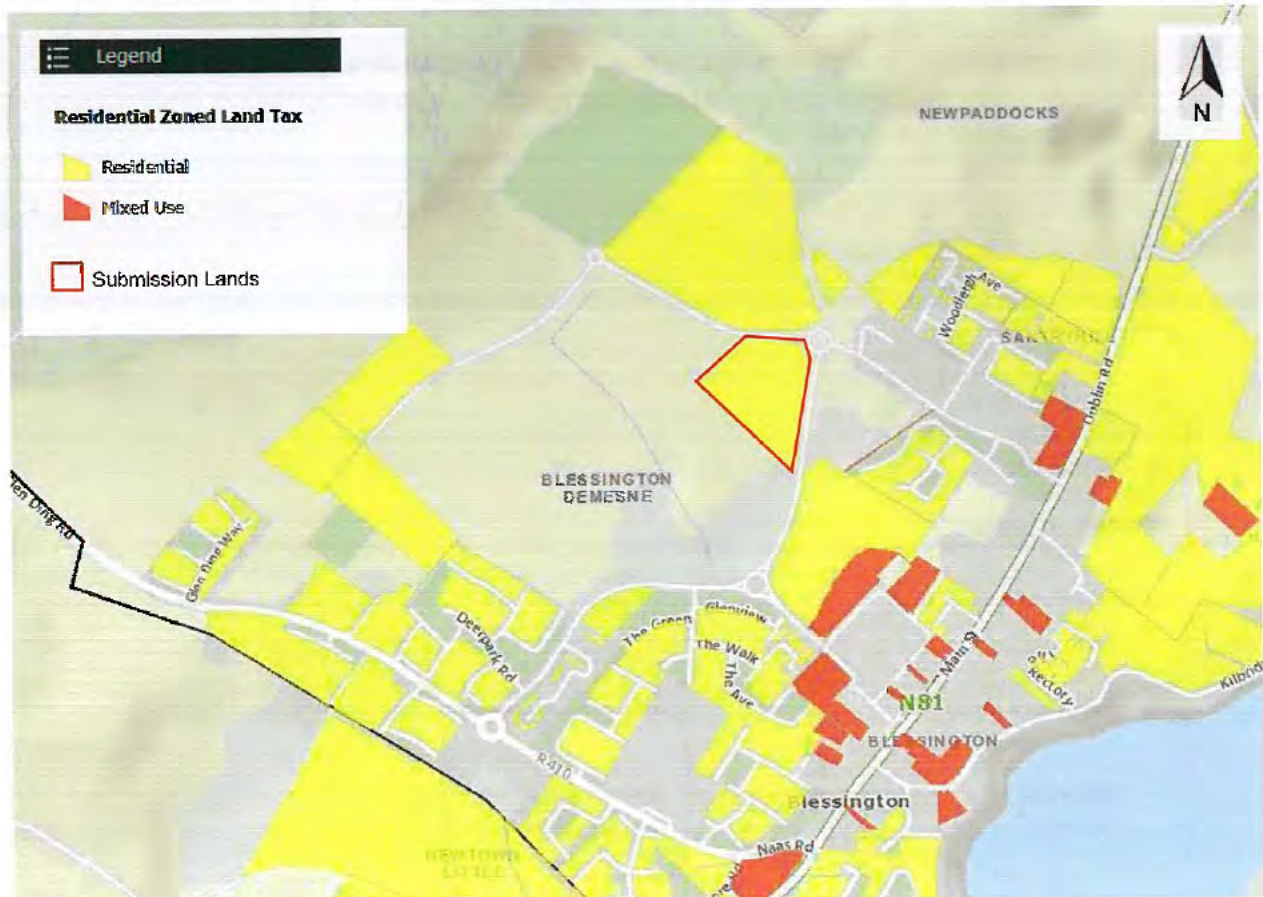 Legend
Residential Zoned Land Tax
Residential
Mixed Use
Submission Lands
N
NEWPADDOCKS
Woodleigh Ave
Dublin Rd
BLESSINGTON
DEMESNE
Glen Ding Rd
Glen Ding Way
Deerpark Rd
The Green
Glenview
The Walk
The Ave
Main St
Rectory
N81
BLESSINGTON
R410
Blessington
Naas Rd
NEWTOWN
LITTLE